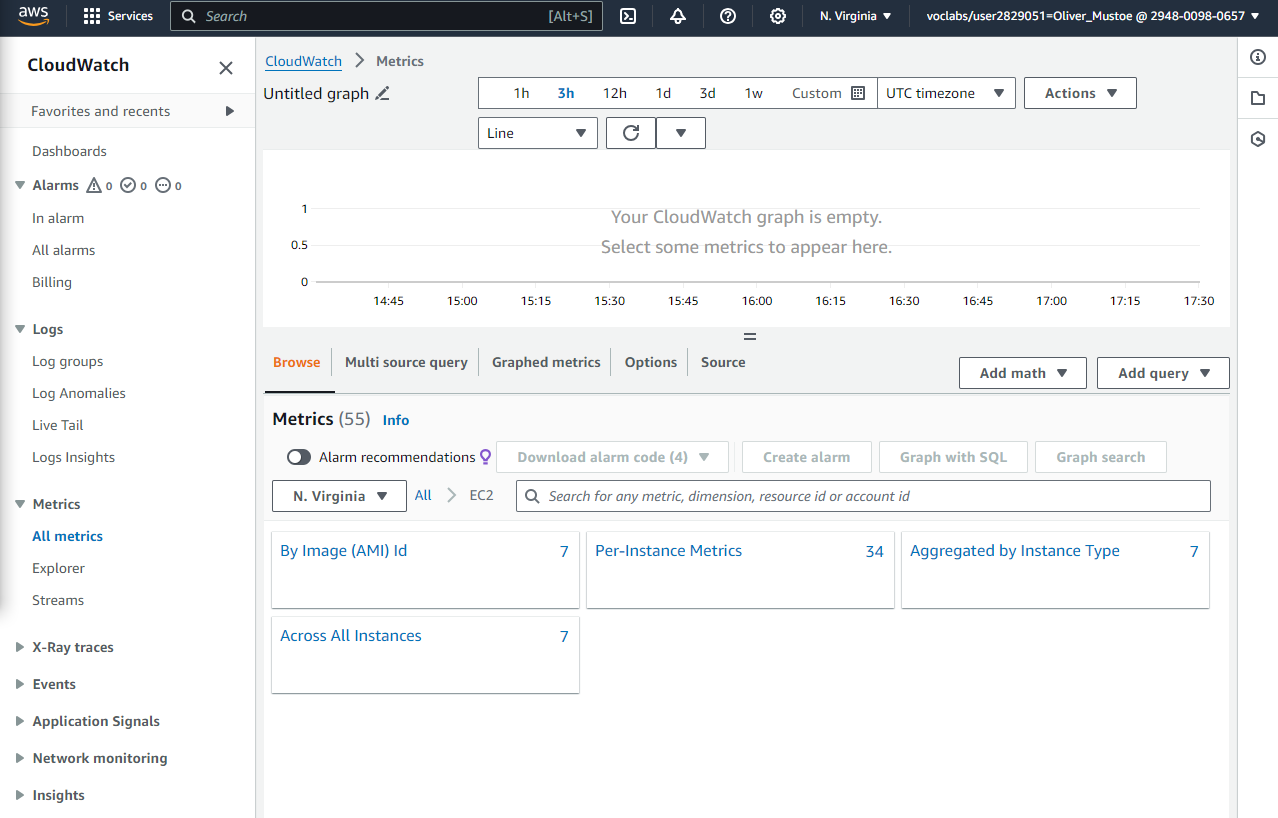 aws
Services
Search [Alt+S]
N. Virginia
voclabs/user2829051=Oliver_Mustoe @ 2948-0098-0657
CloudWatch
Favorites and recents
Dashboards
Alarms 0 0 0
In alarm
All alarms
Billing
Logs
Log groups
Log Anomalies
Live Tail
Logs Insights
Metrics
All metrics
Explorer
Streams
X-Ray traces
Events
Application Signals
Network monitoring
Insights
CloudWatch Metrics
Untitled graph
1h 3h 12h 1d 3d 1w Custom UTC timezone Actions
Line
1
0.5
0
Your CloudWatch graph is empty.
Select some metrics to appear here.
14:45 15:00 15:15 15:30 15:45 16:00 16:15 16:30 16:45 17:00 17:15 17:30
Browse Multi source query Graphed metrics Options Source
Add math Add query
Metrics (55) Info
Alarm recommendations Download alarm code (4) Create alarm Graph with SQL Graph search
N. Virginia All EC2 Search for any metric, dimension, resource id or account id
By Image (AMI) Id 7
Per-Instance Metrics 34
Aggregated by Instance Type 7
Across All Instances 7